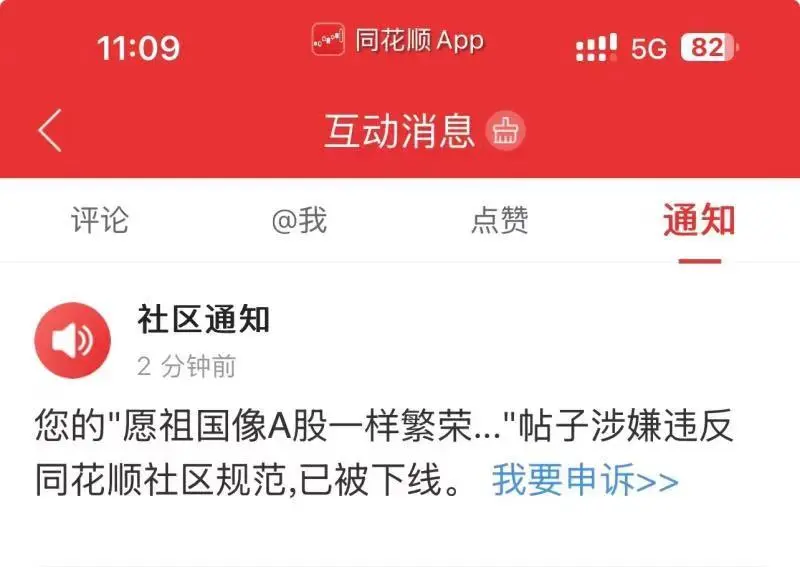 11:09 同花顺 App 5G 82
互动消息
评论 @我 点赞 通知
社区通知
2 分钟前
您的"愿祖国像A股一样繁荣..."帖子涉嫌违反
同花顺社区规范,已被下线。 我要申诉>>